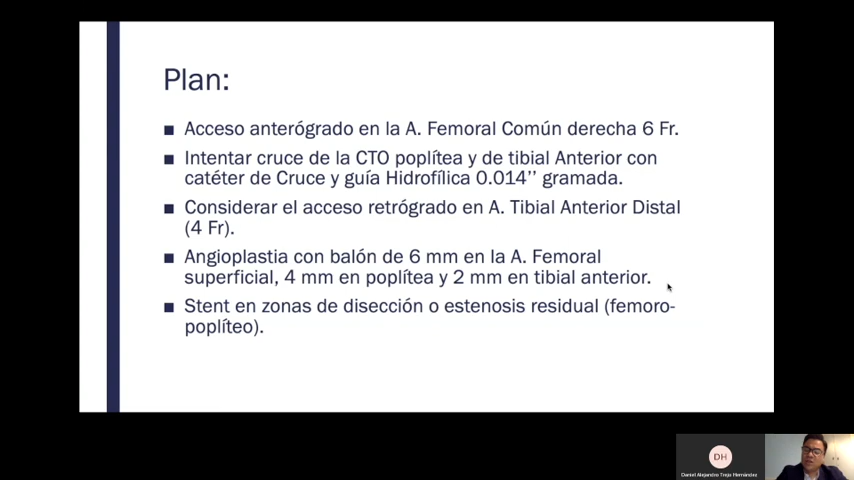 Plan:
■ Acceso anterógrado en la A. Femoral Común derecha 6 Fr.
■ Intentar cruce de la CTO poplítea y de tibial Anterior con
catéter de Cruce y guía Hidrofílica 0.014’’ gramada.
■ Considerar el acceso retrógrado en A. Tibial Anterior Distal
(4 Fr).
■ Angioplastia con balón de 6 mm en la A. Femoral
superficial, 4 mm en poplítea y 2 mm en tibial anterior.
■ Stent en zonas de disección o estenosis residual (femoro-
poplíteo).
DH
Daniel Alejandro Trejo Hernández